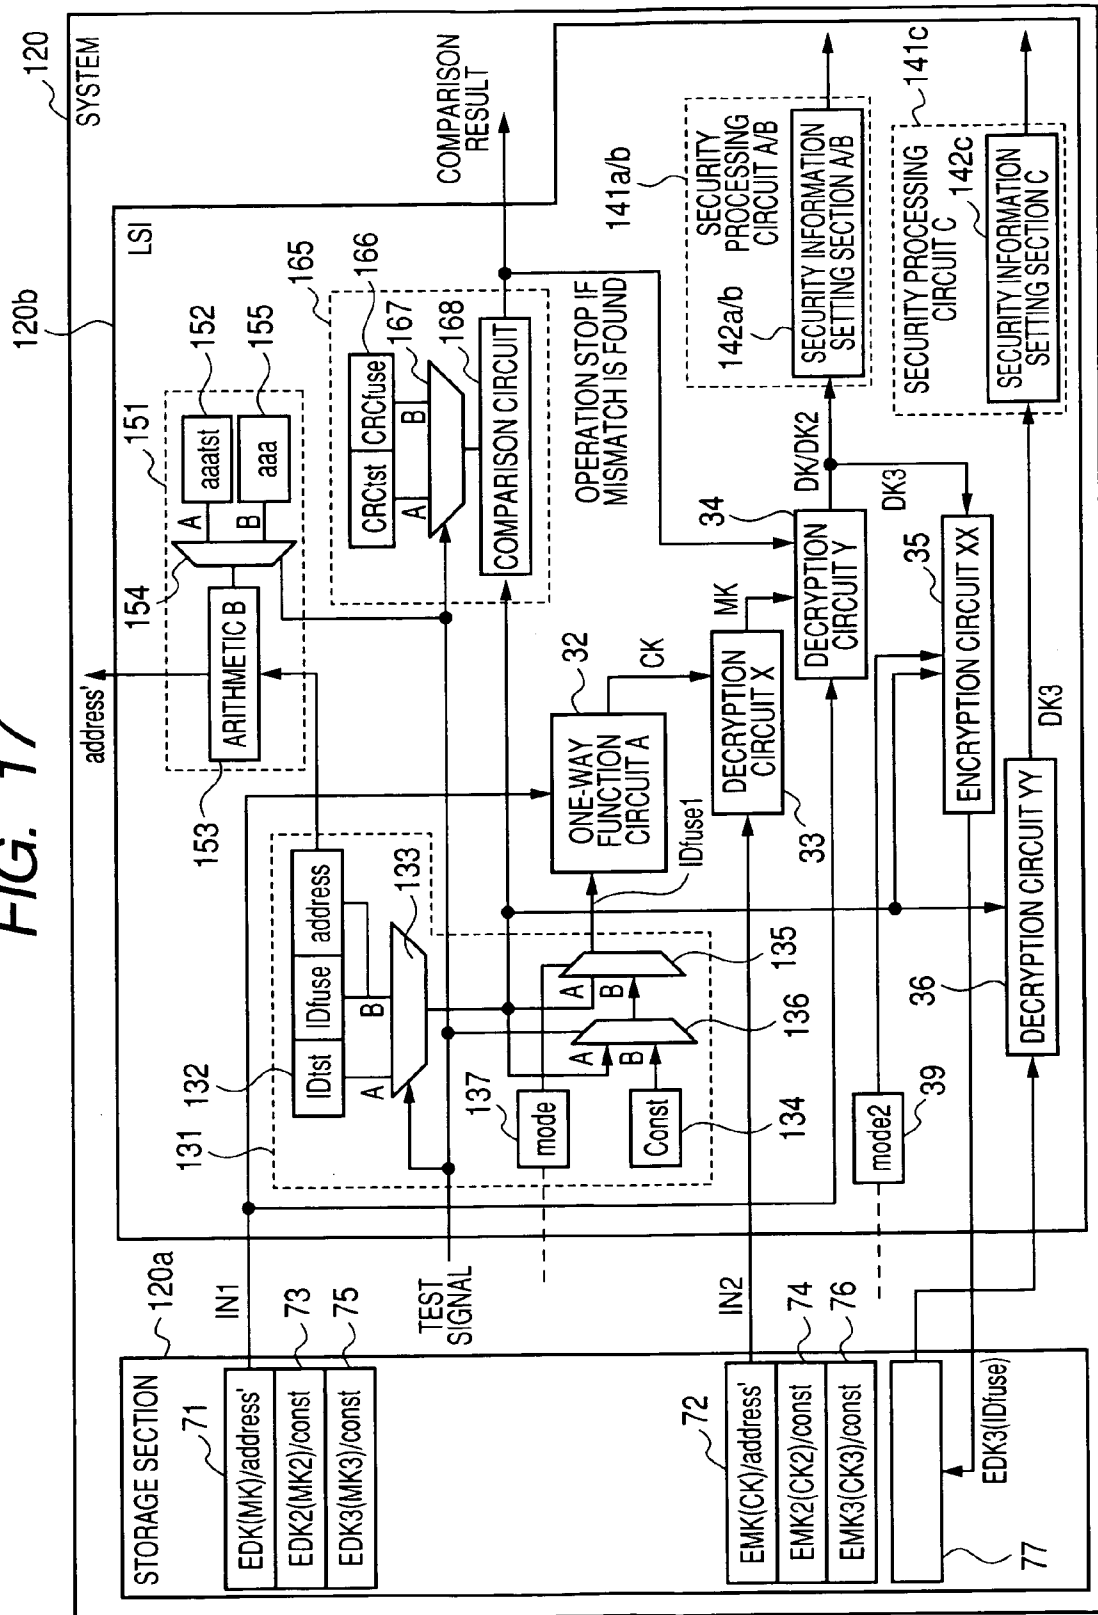 FIG. 17
120
SYSTEM
120b
LSI
120a
STORAGE SECTION
71
EDK(MK)/address'
73
EDK2(MK2)/const
75
EDK3(MK3)/const
IN1
TEST
SIGNAL
72
EMK(CK)/address'
74
EMK2(CK2)/const
76
EMK3(CK3)/const
IN2
77
EDK3(IDfuse)
address'
151
152
aaatst
155
aaa
A
B
154
ARITHMETIC B
153
131
132
IDtst
IDfuse
address
A
B
133
137
mode
A
B
135
A
B
136
Const
134
IDfuse1
32
ONE-WAY
FUNCTION
CIRCUIT A
CK
165
166
CRCtst
CRCfuse
A
B
167
168
COMPARISON CIRCUIT
COMPARISON
RESULT
OPERATION STOP IF
MISMATCH IS FOUND
DECRYPTION
CIRCUIT X
33
MK
34
DECRYPTION
CIRCUIT Y
DK/DK2
DK3
141a/b
SECURITY
PROCESSING
CIRCUIT A/B
142a/b
SECURITY INFORMATION
SETTING SECTION A/B
141c
SECURITY PROCESSING
CIRCUIT C
142c
SECURITY INFORMATION
SETTING SECTION C
mode2
39
35
ENCRYPTION CIRCUIT XX
36
DECRYPTION CIRCUIT YY
DK3